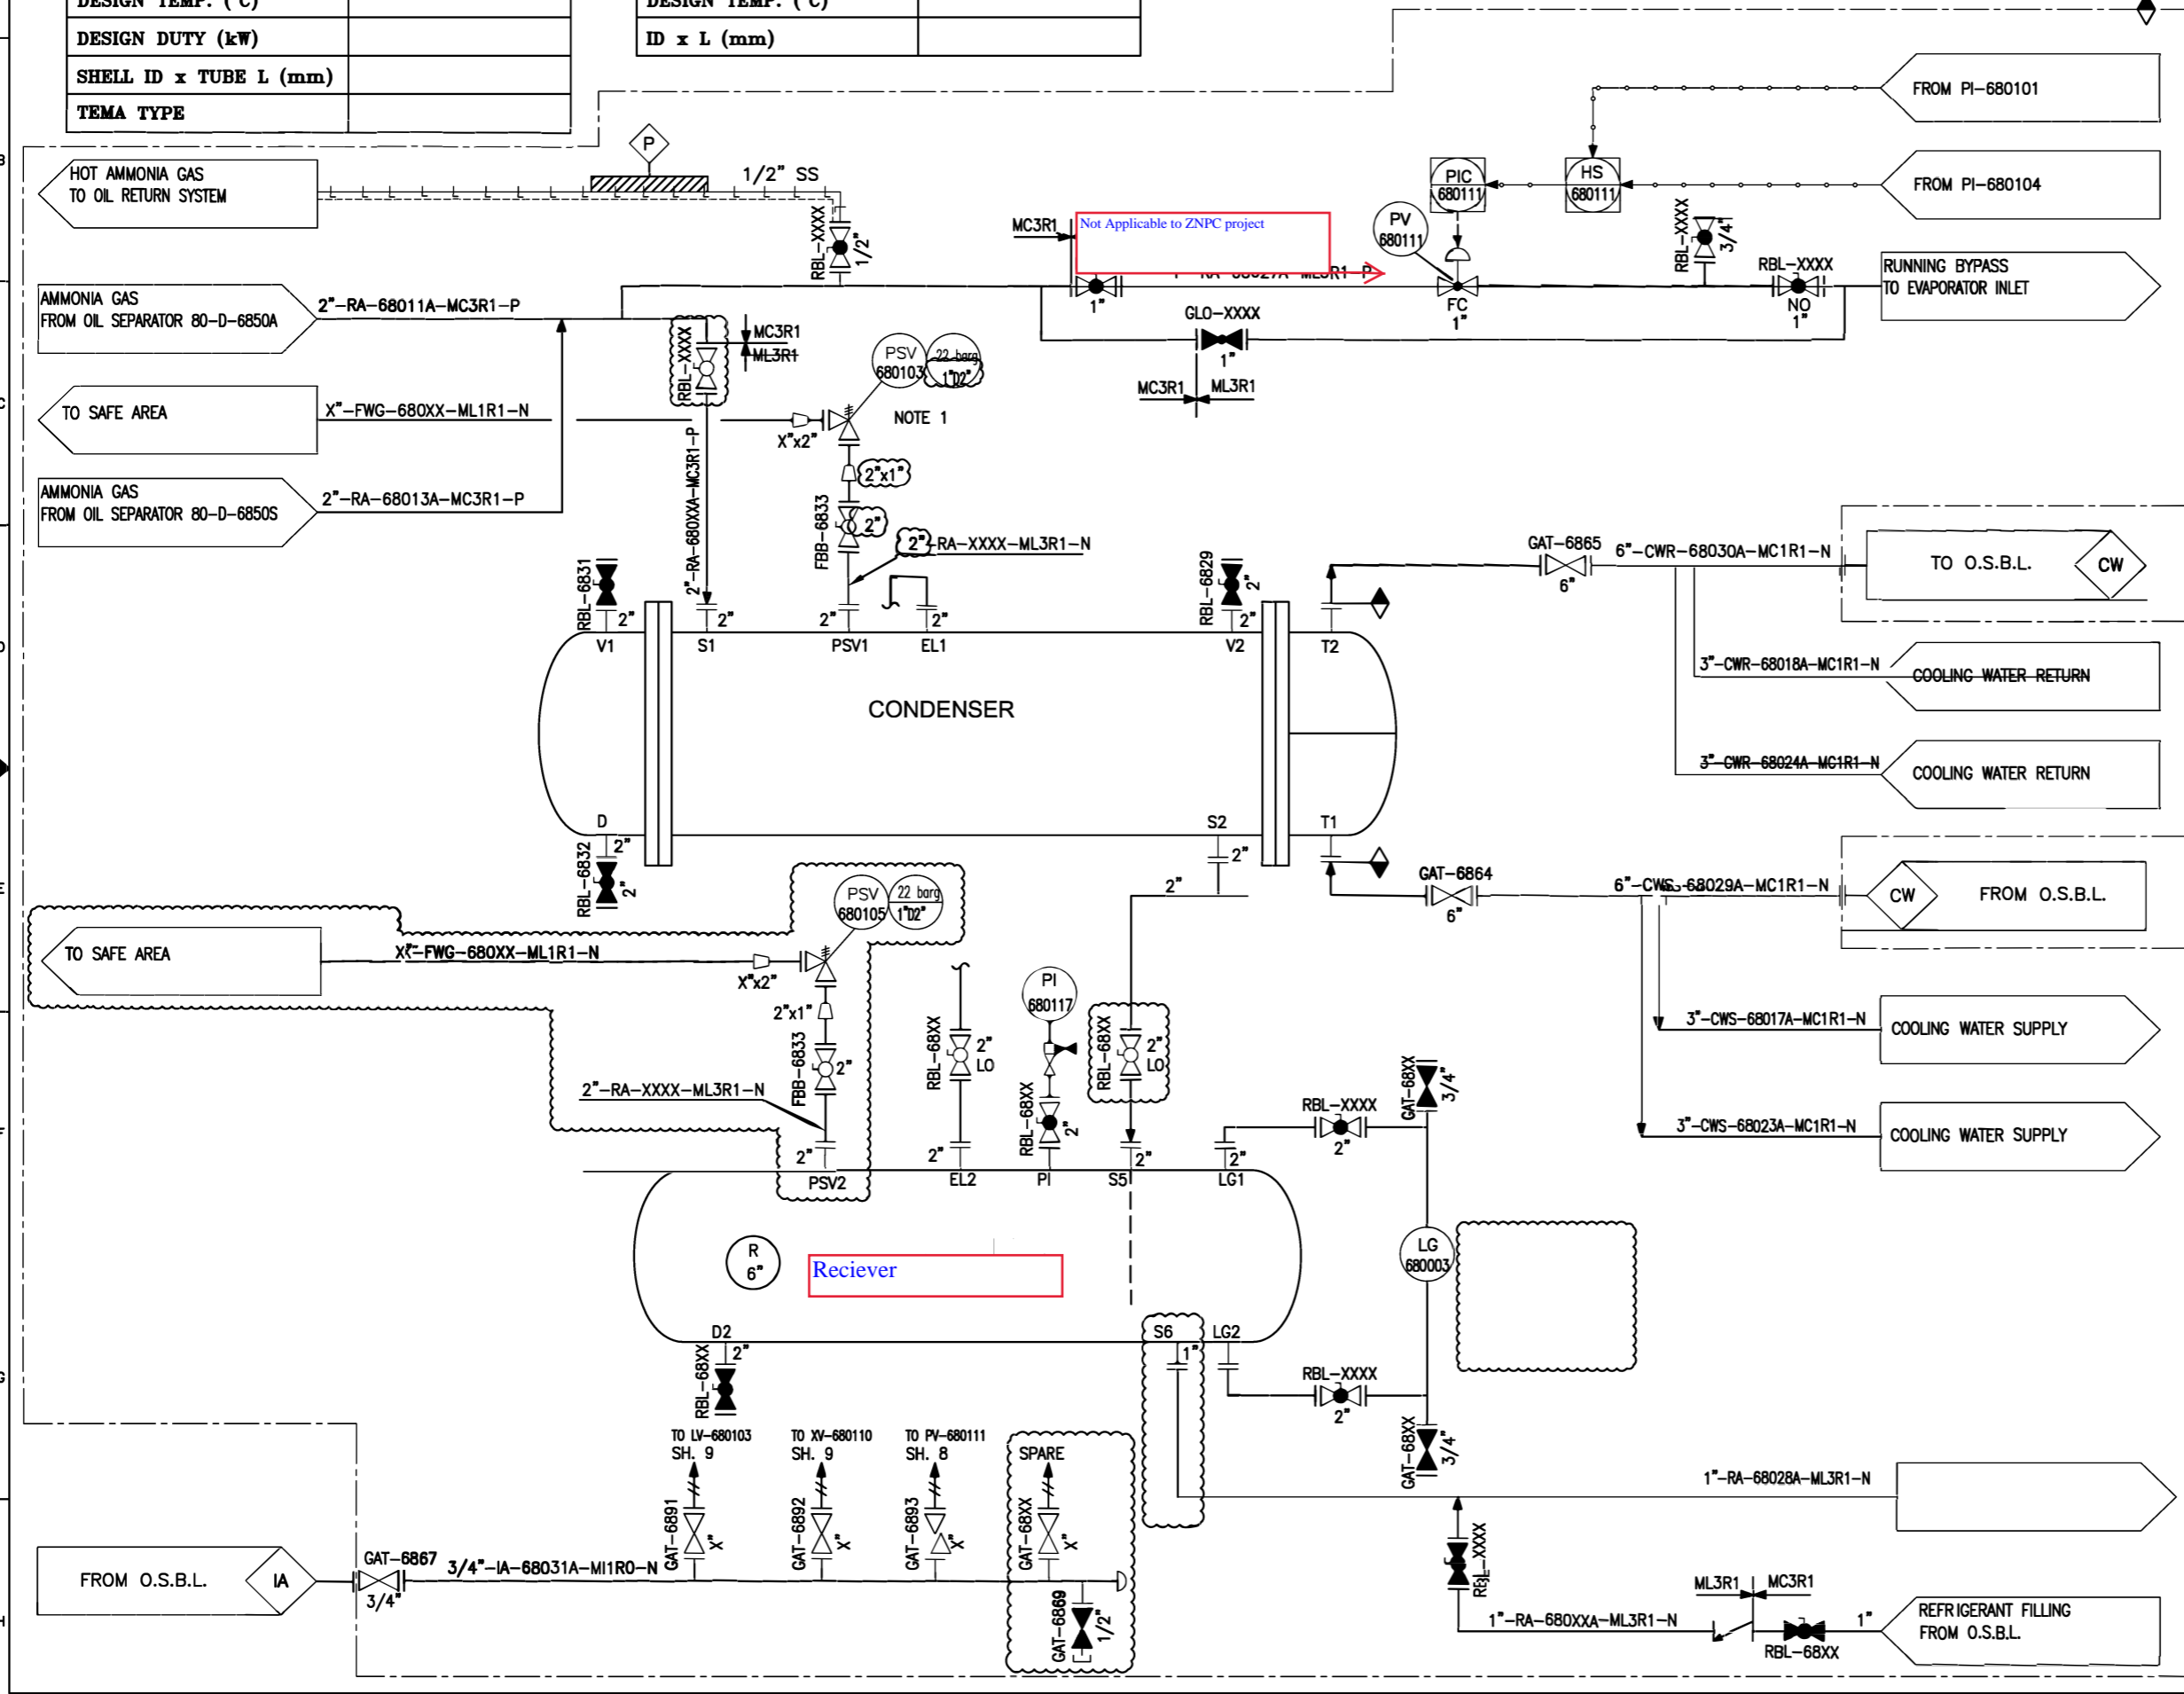 DESIGN TEMP. (°C)
DESIGN DUTY (kW)
SHELL ID x TUBE L (mm)
TEMA TYPE
DESIGN TEMP. (°C)
ID x L (mm)
FROM PI-680101
FROM PI-680104
HS
680111
PIC
680111
PV
680111
FC
1"
RBL-XXXX
3/4"
RBL-XXXX
NO
1"
RUNNING BYPASS
TO EVAPORATOR INLET
HOT AMMONIA GAS
TO OIL RETURN SYSTEM
P
1/2" SS
RBL-XXXX
1/2"
MC3R1
Not Applicable to ZNPC project
1"
GLO-XXXX
1"
MC3R1
ML3R1
AMMONIA GAS
FROM OIL SEPARATOR 80-D-6850A
2"-RA-68011A-MC3R1-P
RBL-XXXX
MC3R1
ML3R1
PSV
680103
22 barg
1"D2"
NOTE 1
TO SAFE AREA
X"-FWG-680XX-ML1R1-N
X"x2"
2"x1"
AMMONIA GAS
FROM OIL SEPARATOR 80-D-6850S
2"-RA-68013A-MC3R1-P
2"-RA-680XXA-MC3R1-P
FBB-6833
2"
2"-RA-XXXX-ML3R1-N
RBL-6831
2"
V1
2"
S1
2"
PSV1
2"
EL1
RBL-6829
2"
2"
V2
T2
GAT-6865
6"
6"-CWR-68030A-MC1R1-N
TO O.S.B.L.
CW
3"-CWR-68018A-MC1R1-N
COOLING WATER RETURN
3"-CWR-68024A-MC1R1-N
COOLING WATER RETURN
CONDENSER
D
2"
RBL-6832
2"
S2
2"
2"
T1
GAT-6864
6"
6"-CWS-68029A-MC1R1-N
CW
FROM O.S.B.L.
PSV
680105
22 barg
1"D2"
TO SAFE AREA
X"-FWG-680XX-ML1R1-N
X"x2"
2"x1"
FBB-6833
2"
2"-RA-XXXX-ML3R1-N
RBL-68XX
2"
LO
PI
680117
RBL-68XX
2"
RBL-68XX
2"
LO
3"-CWS-68017A-MC1R1-N
COOLING WATER SUPPLY
3"-CWS-68023A-MC1R1-N
COOLING WATER SUPPLY
RBL-XXXX
2"
GAT-68XX
3/4"
2"
PSV2
2"
EL2
PI
2"
S5
2"
LG1
R
6"
Reciever
LG
680003
D2
2"
RBL-68XX
S6
1"
LG2
RBL-XXXX
2"
GAT-68XX
3/4"
TO LV-680103
SH. 9
TO XV-680110
SH. 9
TO PV-680111
SH. 8
SPARE
GAT-6891
X"
GAT-6892
X"
GAT-6893
X"
GAT-68XX
X"
1"-RA-68028A-ML3R1-N
FROM O.S.B.L.
IA
GAT-6867
3/4"
3/4"-IA-68031A-MI1R0-N
GAT-6869
1/2"
RBL-XXXX
1"-RA-680XXA-ML3R1-N
ML3R1
MC3R1
RBL-68XX
1"
REFRIGERANT FILLING
FROM O.S.B.L.